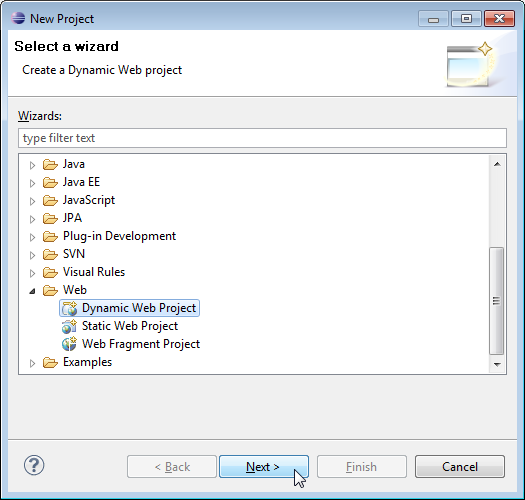 New Project
Select a wizard
Create a Dynamic Web project
Wizards:
type filter text
Java
Java EE
JavaScript
JPA
Plug-in Development
SVN
Visual Rules
Web
Dynamic Web Project
Static Web Project
Web Fragment Project
Examples
? < Back Next > Finish Cancel